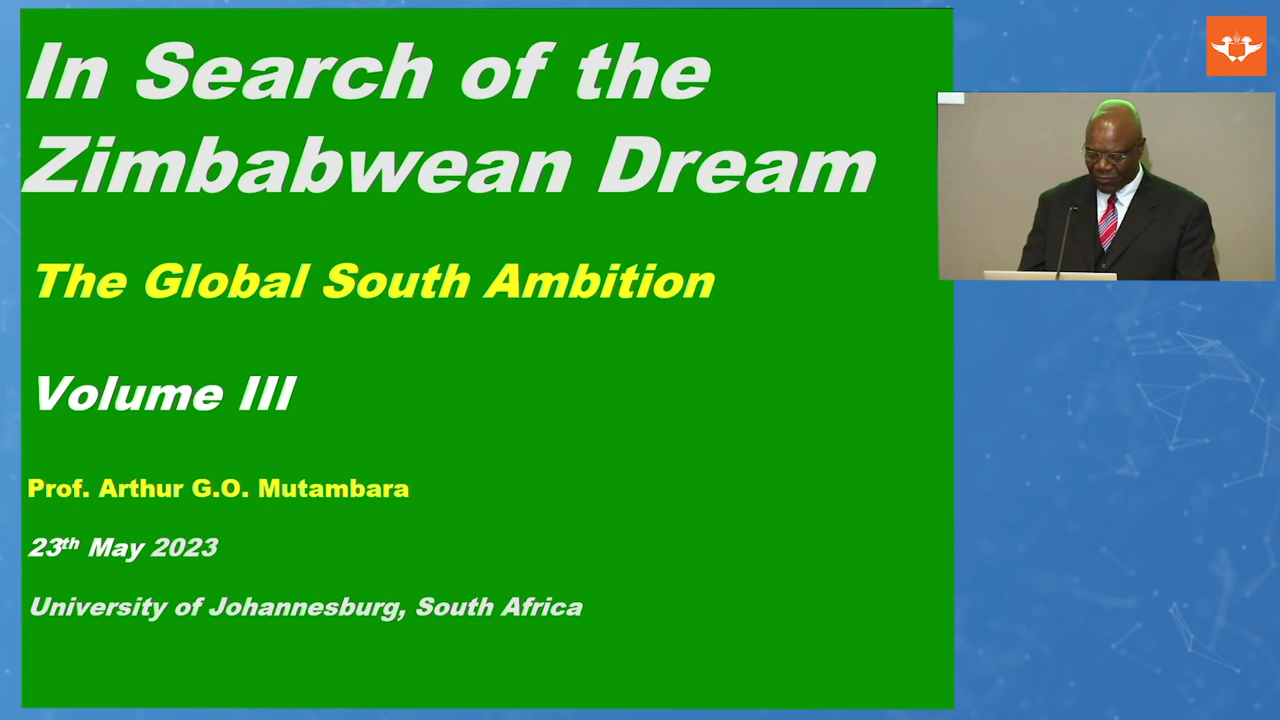 In Search of the
Zimbabwean Dream
The Global South Ambition
Volume III
Prof. Arthur G.O. Mutambara
23th May 2023
University of Johannesburg, South Africa